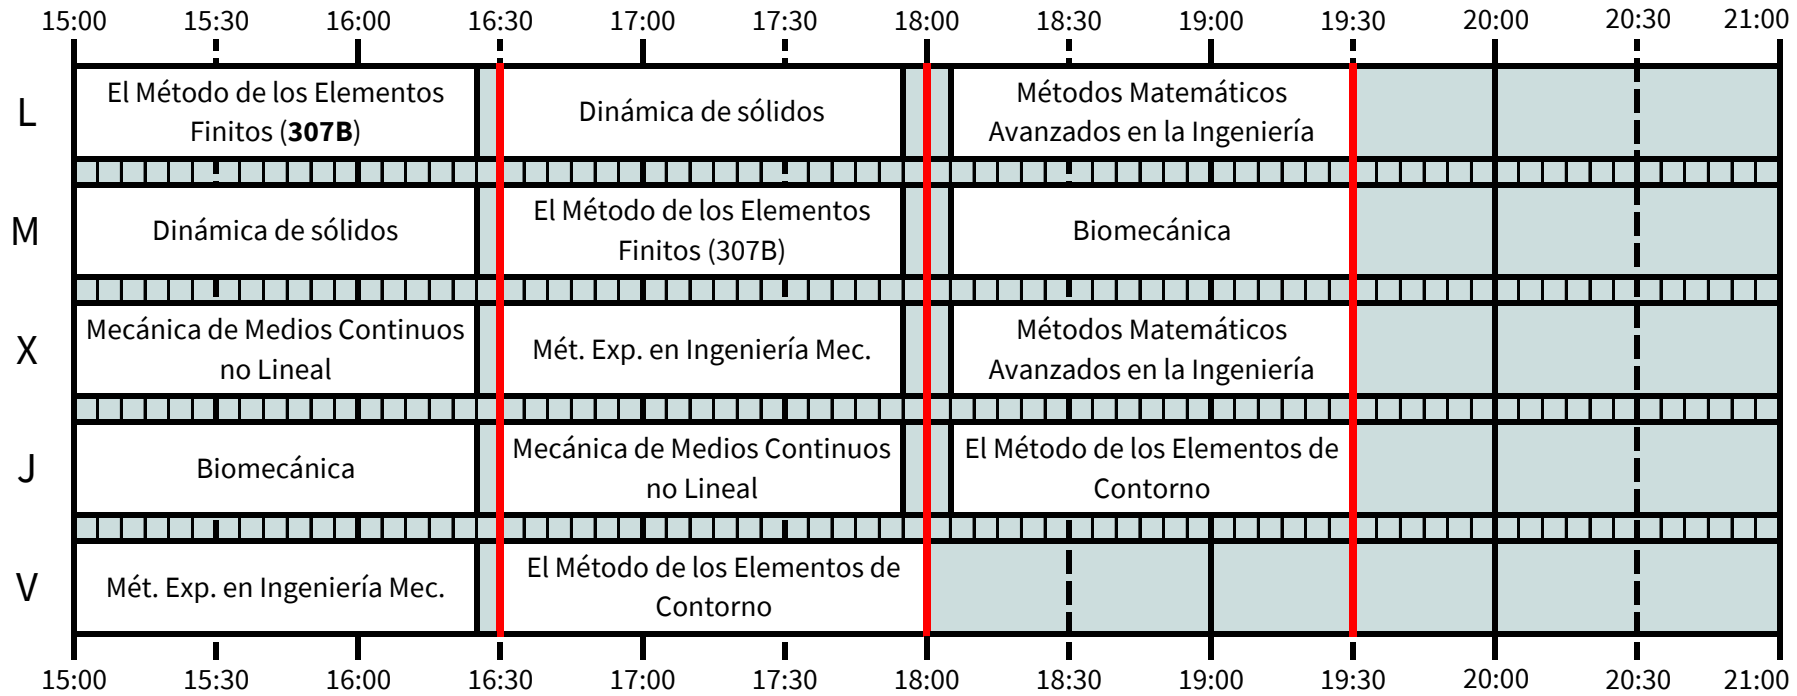 15:00 15:30 16:00 16:30 17:00 17:30 18:00 18:30 19:00 19:30 20:00 20:30 21:00
L
El Método de los Elementos
Finitos (307B)
Dinámica de sólidos
Métodos Matemáticos
Avanzados en la Ingeniería
M
Dinámica de sólidos
El Método de los Elementos
Finitos (307B)
Biomecánica
X
Mecánica de Medios Continuos
no Lineal
Mét. Exp. en Ingeniería Mec.
Métodos Matemáticos
Avanzados en la Ingeniería
J
Biomecánica
Mecánica de Medios Continuos
no Lineal
El Método de los Elementos de
Contorno
V
Mét. Exp. en Ingeniería Mec.
El Método de los Elementos de
Contorno
15:00 15:30 16:00 16:30 17:00 17:30 18:00 18:30 19:00 19:30 20:00 20:30 21:00